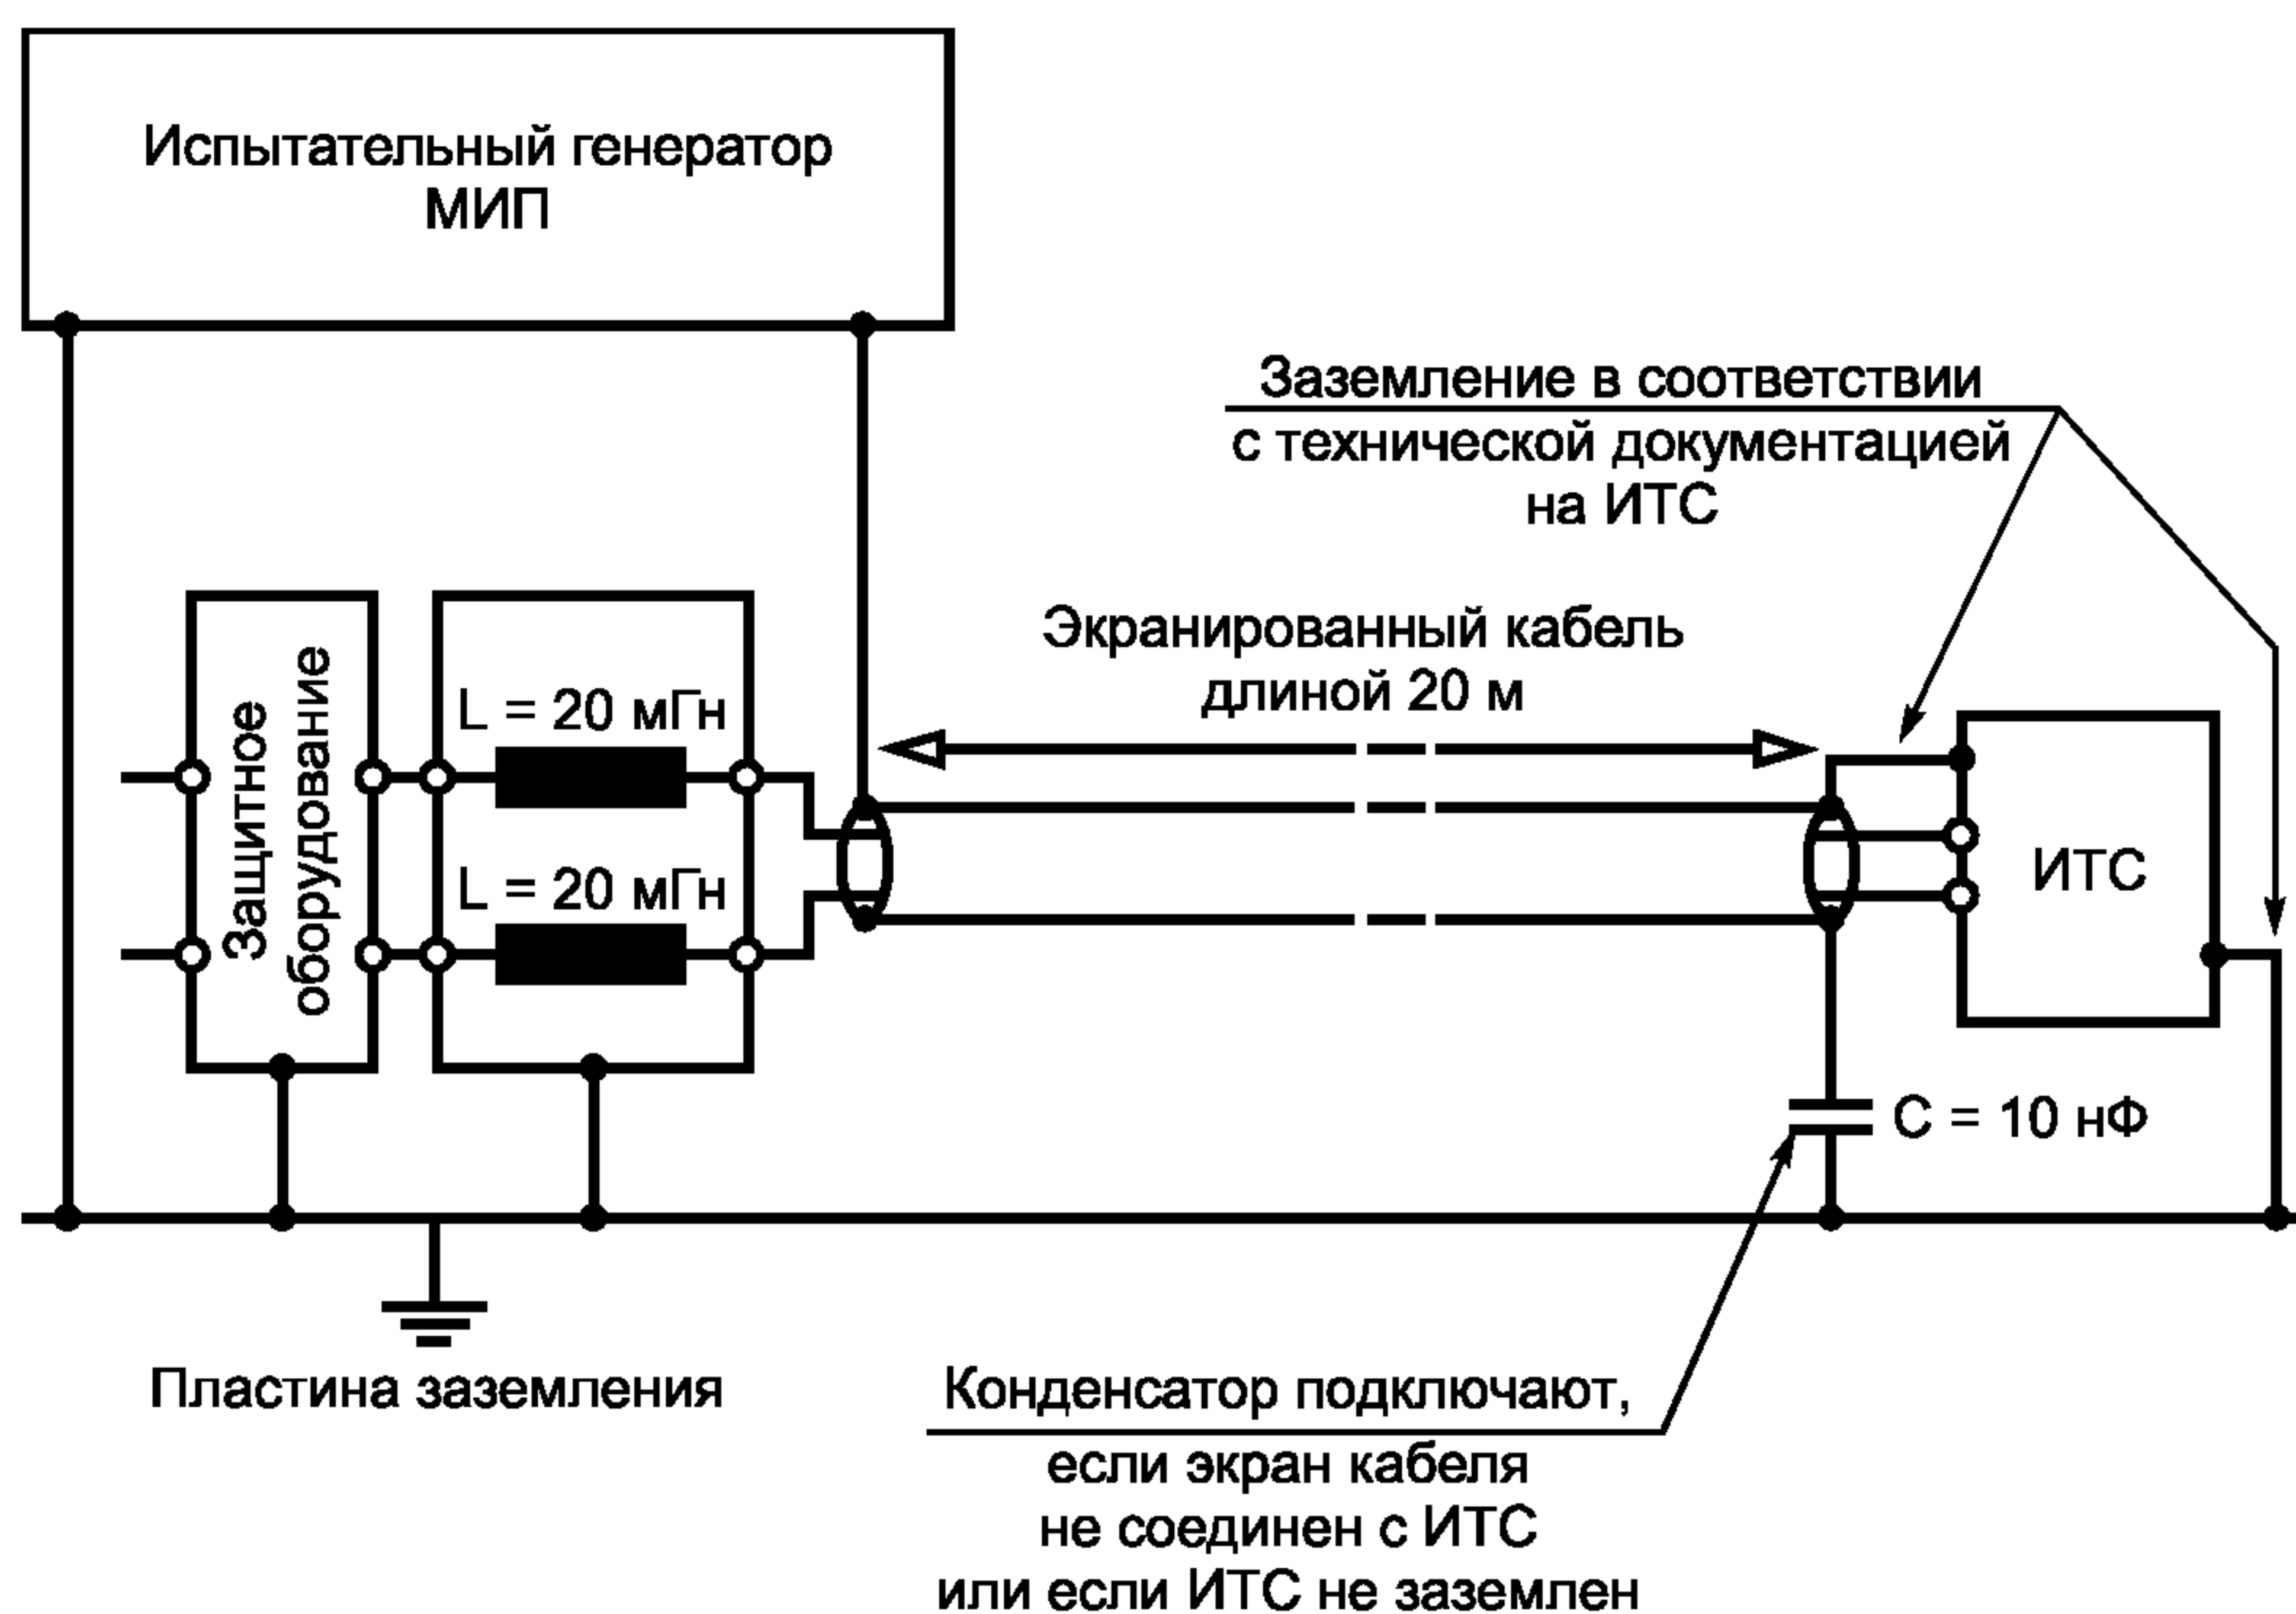 Испытательный генератор
МИП
Заземление в соответствии
с технической документацией
на ИТС
Экранированный кабель
длиной 20 м
Защитное
оборудование
L = 20 мГн
L = 20 мГн
ИТС
C = 10 нФ
Пластина заземления
Конденсатор подключают,
если экран кабеля
не соединен с ИТС
или если ИТС не заземлен